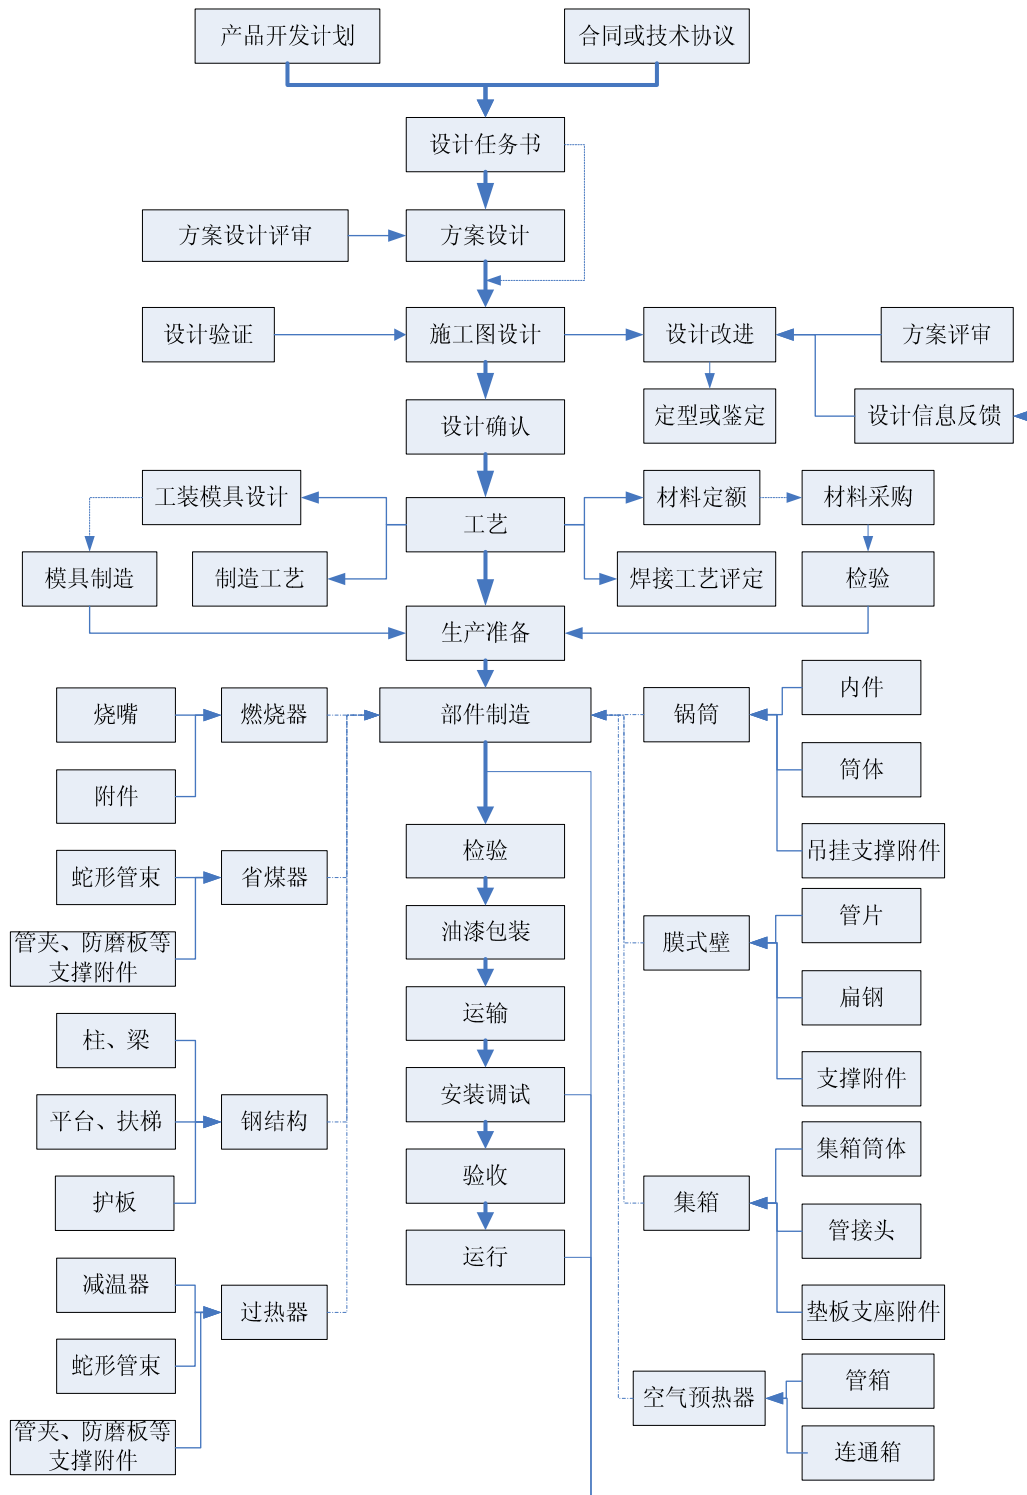 产品开发计划
合同或技术协议
设计任务书
方案设计评审
方案设计
设计验证
施工图设计
设计改进
方案评审
定型或鉴定
设计信息反馈
设计确认
工装模具设计
工艺
材料定额
材料采购
模具制造
制造工艺
焊接工艺评定
检验
生产准备
烧嘴
燃烧器
部件制造
锅筒
内件
附件
筒体
检验
吊挂支撑附件
蛇形管束
省煤器
管夹、防磨板等
支撑附件
油漆包装
膜式壁
管片
运输
扁钢
柱、梁
安装调试
支撑附件
平台、扶梯
钢结构
集箱筒体
护板
验收
集箱
管接头
运行
减温器
过热器
垫板支座附件
蛇形管束
空气预热器
管箱
管夹、防磨板等
支撑附件
连通箱